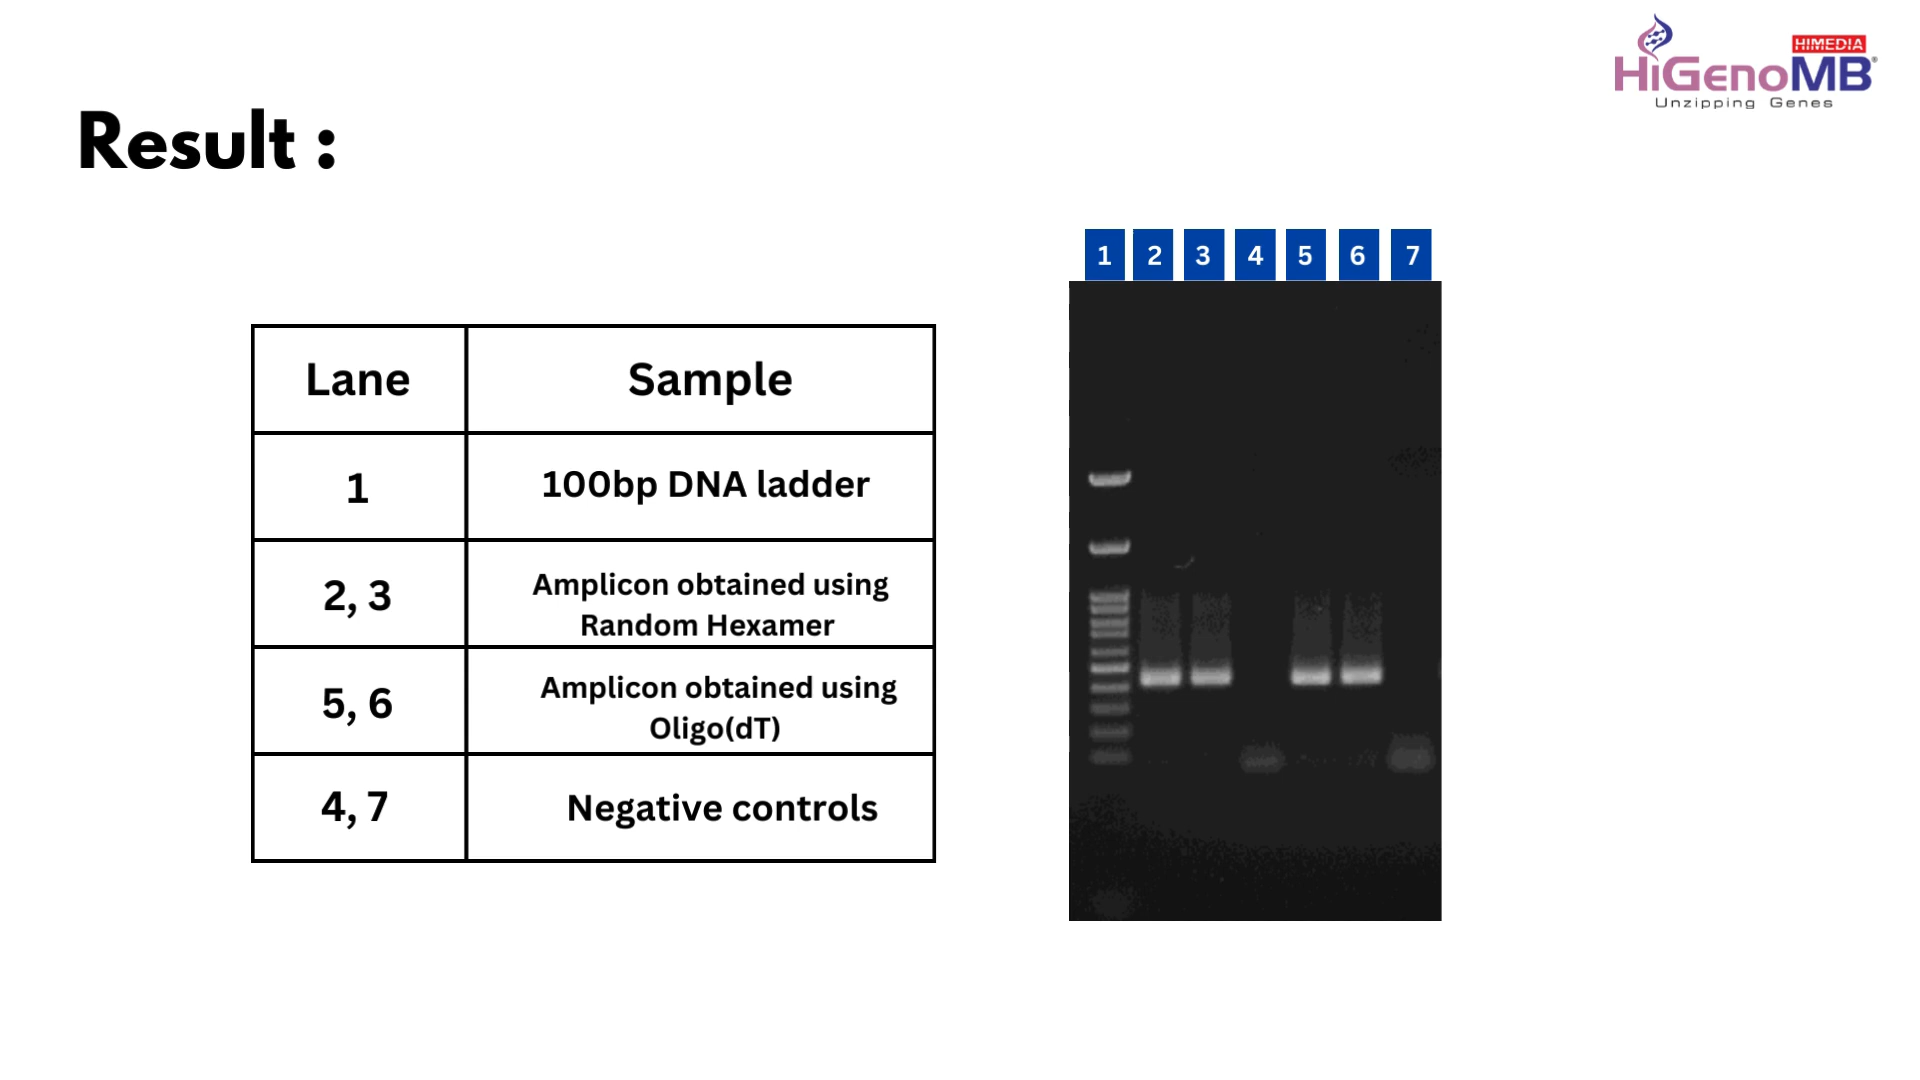 HIMEDIA
HiGenoMB®
Unzipping Genes
Result :
1 2 3 4 5 6 7
Lane Sample
1 100bp DNA ladder
2, 3 Amplicon obtained using
Random Hexamer
5, 6 Amplicon obtained using
Oligo(dT)
4, 7 Negative controls